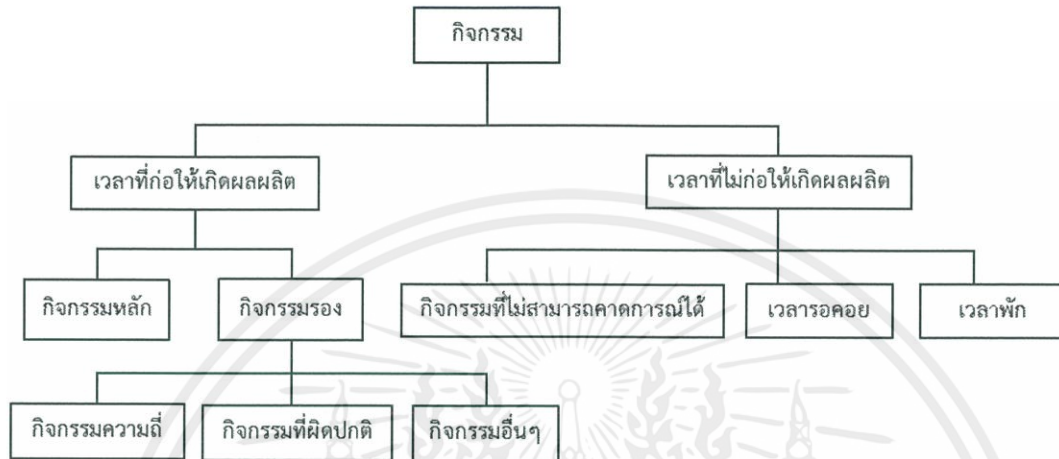 กิจกรรม
เวลาที่ก่อให้เกิดผลผลิต
เวลาที่ไม่ก่อให้เกิดผลผลิต
กิจกรรมหลัก
กิจกรรมรอง
กิจกรรมที่ไม่สามารถคาดการณ์ได้
เวลารอคอย
เวลาพัก
กิจกรรมความถี่
กิจกรรมที่ผิดปกติ
กิจกรรมอื่นๆ